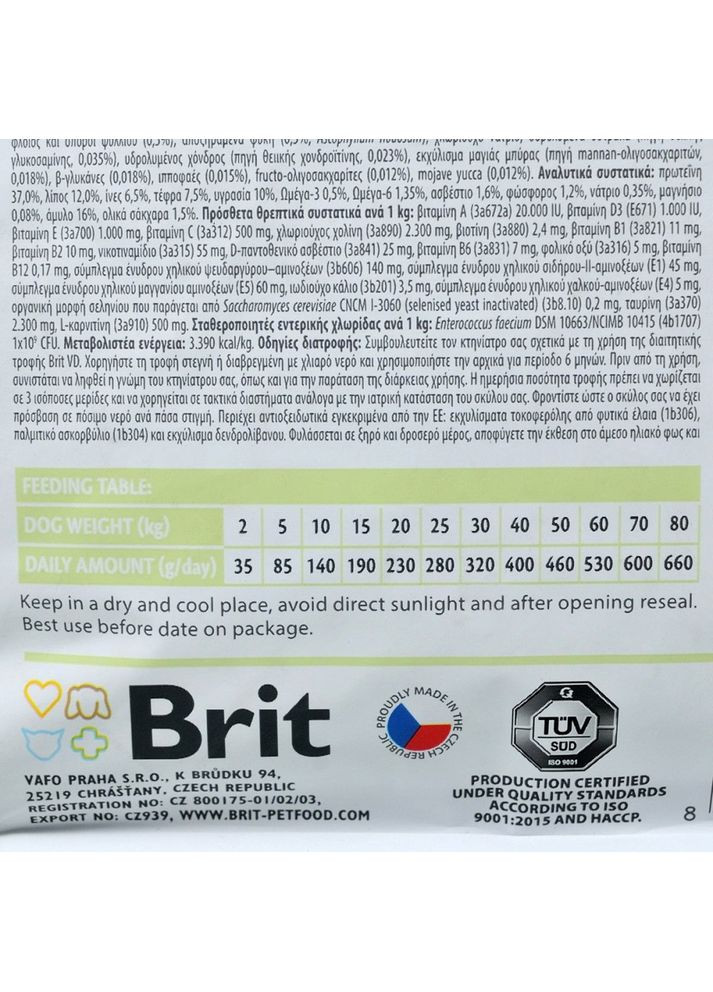 γλυκοσαμίνης, 0,035%), υδρολυμένος χόνδρος (πηγή θειικής χονδροϊτίνης, 0,023%), εκχύλισμα μαγιάς μπύρας (πηγή mannan-ολιγοσακχαριτών,
0,018%), β-γλυκάνες (0,018%), ιπποφαές (0,015%), fructo-ολιγοσακχαρίτες (0,012%), mojave yucca (0,012%). Αναλυτικά συστατικά: πρωτεΐνη
37,0%, λίπος 12,0%, ίνες 6,5%, τέφρα 7,5%, υγρασία 10%, Ωμέγα-3 0,5%, Ωμέγα-6 1,35%, ασβέστιο 1,6%, φώσφορος 1,2%, νάτριο 0,35%, μαγνήσιο
0,08%, άμυλο 16%, ολικά σάκχαρα 1,5%. Πρόσθετα θρεπτικά συστατικά ανά 1 kg: βιταμίνη A (3a672a) 20.000 IU, βιταμίνη D3 (E671) 1.000 IU,
βιταμίνη E (3a700) 1.000 mg, βιταμίνη C (3a312) 500 mg, χλωριούχος χολίνη (3a890) 2.300 mg, βιοτίνη (3a880) 2,4 mg, βιταμίνη B1 (3a821) 11 mg,
βιταμίνη B2 10 mg, νικοτιναμίδιο (3a315) 55 mg, D-παντοθενικό ασβέστιο (3a841) 25 mg, βιταμίνη B6 (3a831) 7 mg, φολικό οξύ (3a316) 5 mg, βιταμίνη
B12 0,17 mg, σύμπλεγμα ένυδρου χηλικού ψευδαργύρου–αμινοξέων (3b606) 140 mg, σύμπλεγμα ένυδρου χηλικού σιδήρου-II-αμινοξέων (E1) 45 mg,
σύμπλεγμα ένυδρου χηλικού μαγγανίου αμινοξέων (E5) 60 mg, ιωδιούχο κάλιο (3b201) 3,5 mg, σύμπλεγμα ένυδρου χηλικού χαλκού-αμινοξέων (E4) 5 mg,
οργανική μορφή σεληνίου που παράγεται από Saccharomyces cerevisiae CNCM I-3060 (selenised yeast inactivated) (3b8.10) 0,2 mg, ταυρίνη (3a370)
2.300 mg, L-καρνιτίνη (3a910) 500 mg. Σταθεροποιητές εντερικής χλωρίδας ανά 1 kg: Enterococcus faecium DSM 10663/NCIMB 10415 (4b1707)
1x10⁹ CFU. Μεταβολιστέα ενέργεια: 3.390 kcal/kg. Οδηγίες διατροφής: Συμβουλευτείτε τον κτηνίατρο σας σχετικά με τη χρήση της διαιτητικής
τροφής Brit VD. Χορηγήστε τη τροφή στεγνή ή διαβρεγμένη με χλιαρό νερό και χρησιμοποιήστε την αρχικά για περίοδο 6 μηνών. Πριν από τη χρήση,
συνιστάται να ληφθεί η γνώμη του κτηνίατρου σας, όπως και για την παράταση της διάρκειας χρήσης. Η ημερήσια ποσότητα τροφής πρέπει να χωρίζεται
σε 3 ισόποσες μερίδες και να χορηγείται σε τακτικά διαστήματα ανάλογα με την ιατρική κατάσταση του σκύλου σας. Φροντίστε ώστε ο σκύλος σας να έχει
πρόσβαση σε πόσιμο νερό ανά πάσα στιγμή. Περιέχει αντιοξειδωτικά εγκεκριμένα από την ΕΕ: εκχυλίσματα τοκοφερόλης από φυτικά έλαια (1b306),
παλμιτικό ασκορβύλιο (1b304) και εκχύλισμα δενδρολίβανου. Φυλάσσεται σε ξηρό και δροσερό μέρος, αποφύγετε την έκθεση στο άμεσο ηλιακό φως και
FEEDING TABLE:
DOG WEIGHT (kg) 2 5 10 15 20 25 30 40 50 60 70 80
DAILY AMOUNT (g/day) 35 85 140 190 230 280 320 400 460 530 600 660
Keep in a dry and cool place, avoid direct sunlight and after opening reseal.
Best use before date on package.
Brit
PROUDLY MADE IN THE CZECH REPUBLIC
TÜV
SÜD
ISO 9001
VAFO PRAHA S.R.O., K BRŮDKU 94,
25219 CHRÁŠŤANY, CZECH REPUBLIC
REGISTRATION NO: CZ 800175-01/02/03,
EXPORT NO: CZ939, WWW.BRIT-PETFOOD.COM
PRODUCTION CERTIFIED
UNDER QUALITY STANDARDS
ACCORDING TO ISO
9001:2015 AND HACCP.
8